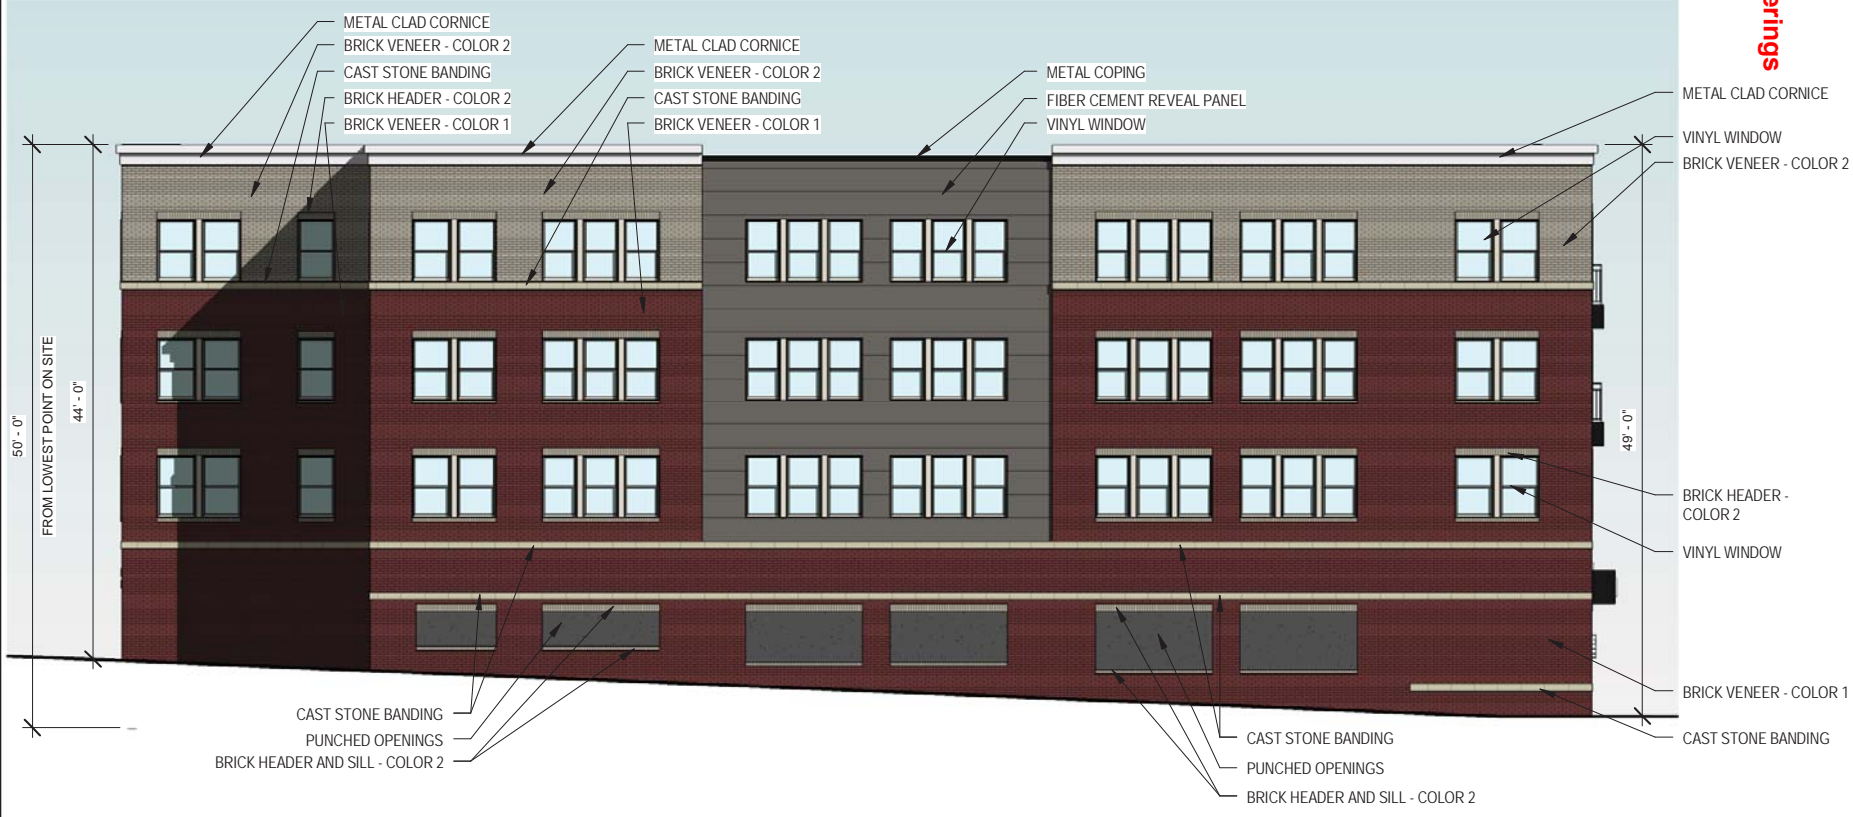 METAL CLAD CORNICE
BRICK VENEER - COLOR 2
CAST STONE BANDING
BRICK HEADER - COLOR 2
BRICK VENEER - COLOR 1
METAL CLAD CORNICE
BRICK VENEER - COLOR 2
CAST STONE BANDING
BRICK VENEER - COLOR 1
METAL COPING
FIBER CEMENT REVEAL PANEL
VINYL WINDOW
erings
METAL CLAD CORNICE
VINYL WINDOW
BRICK VENEER - COLOR 2
50' - 0"
FROM LOWEST POINT ON SITE
44' - 0"
49' - 0"
BRICK HEADER -
COLOR 2
VINYL WINDOW
BRICK VENEER - COLOR 1
CAST STONE BANDING
CAST STONE BANDING
PUNCHED OPENINGS
BRICK HEADER AND SILL - COLOR 2
CAST STONE BANDING
PUNCHED OPENINGS
BRICK HEADER AND SILL - COLOR 2